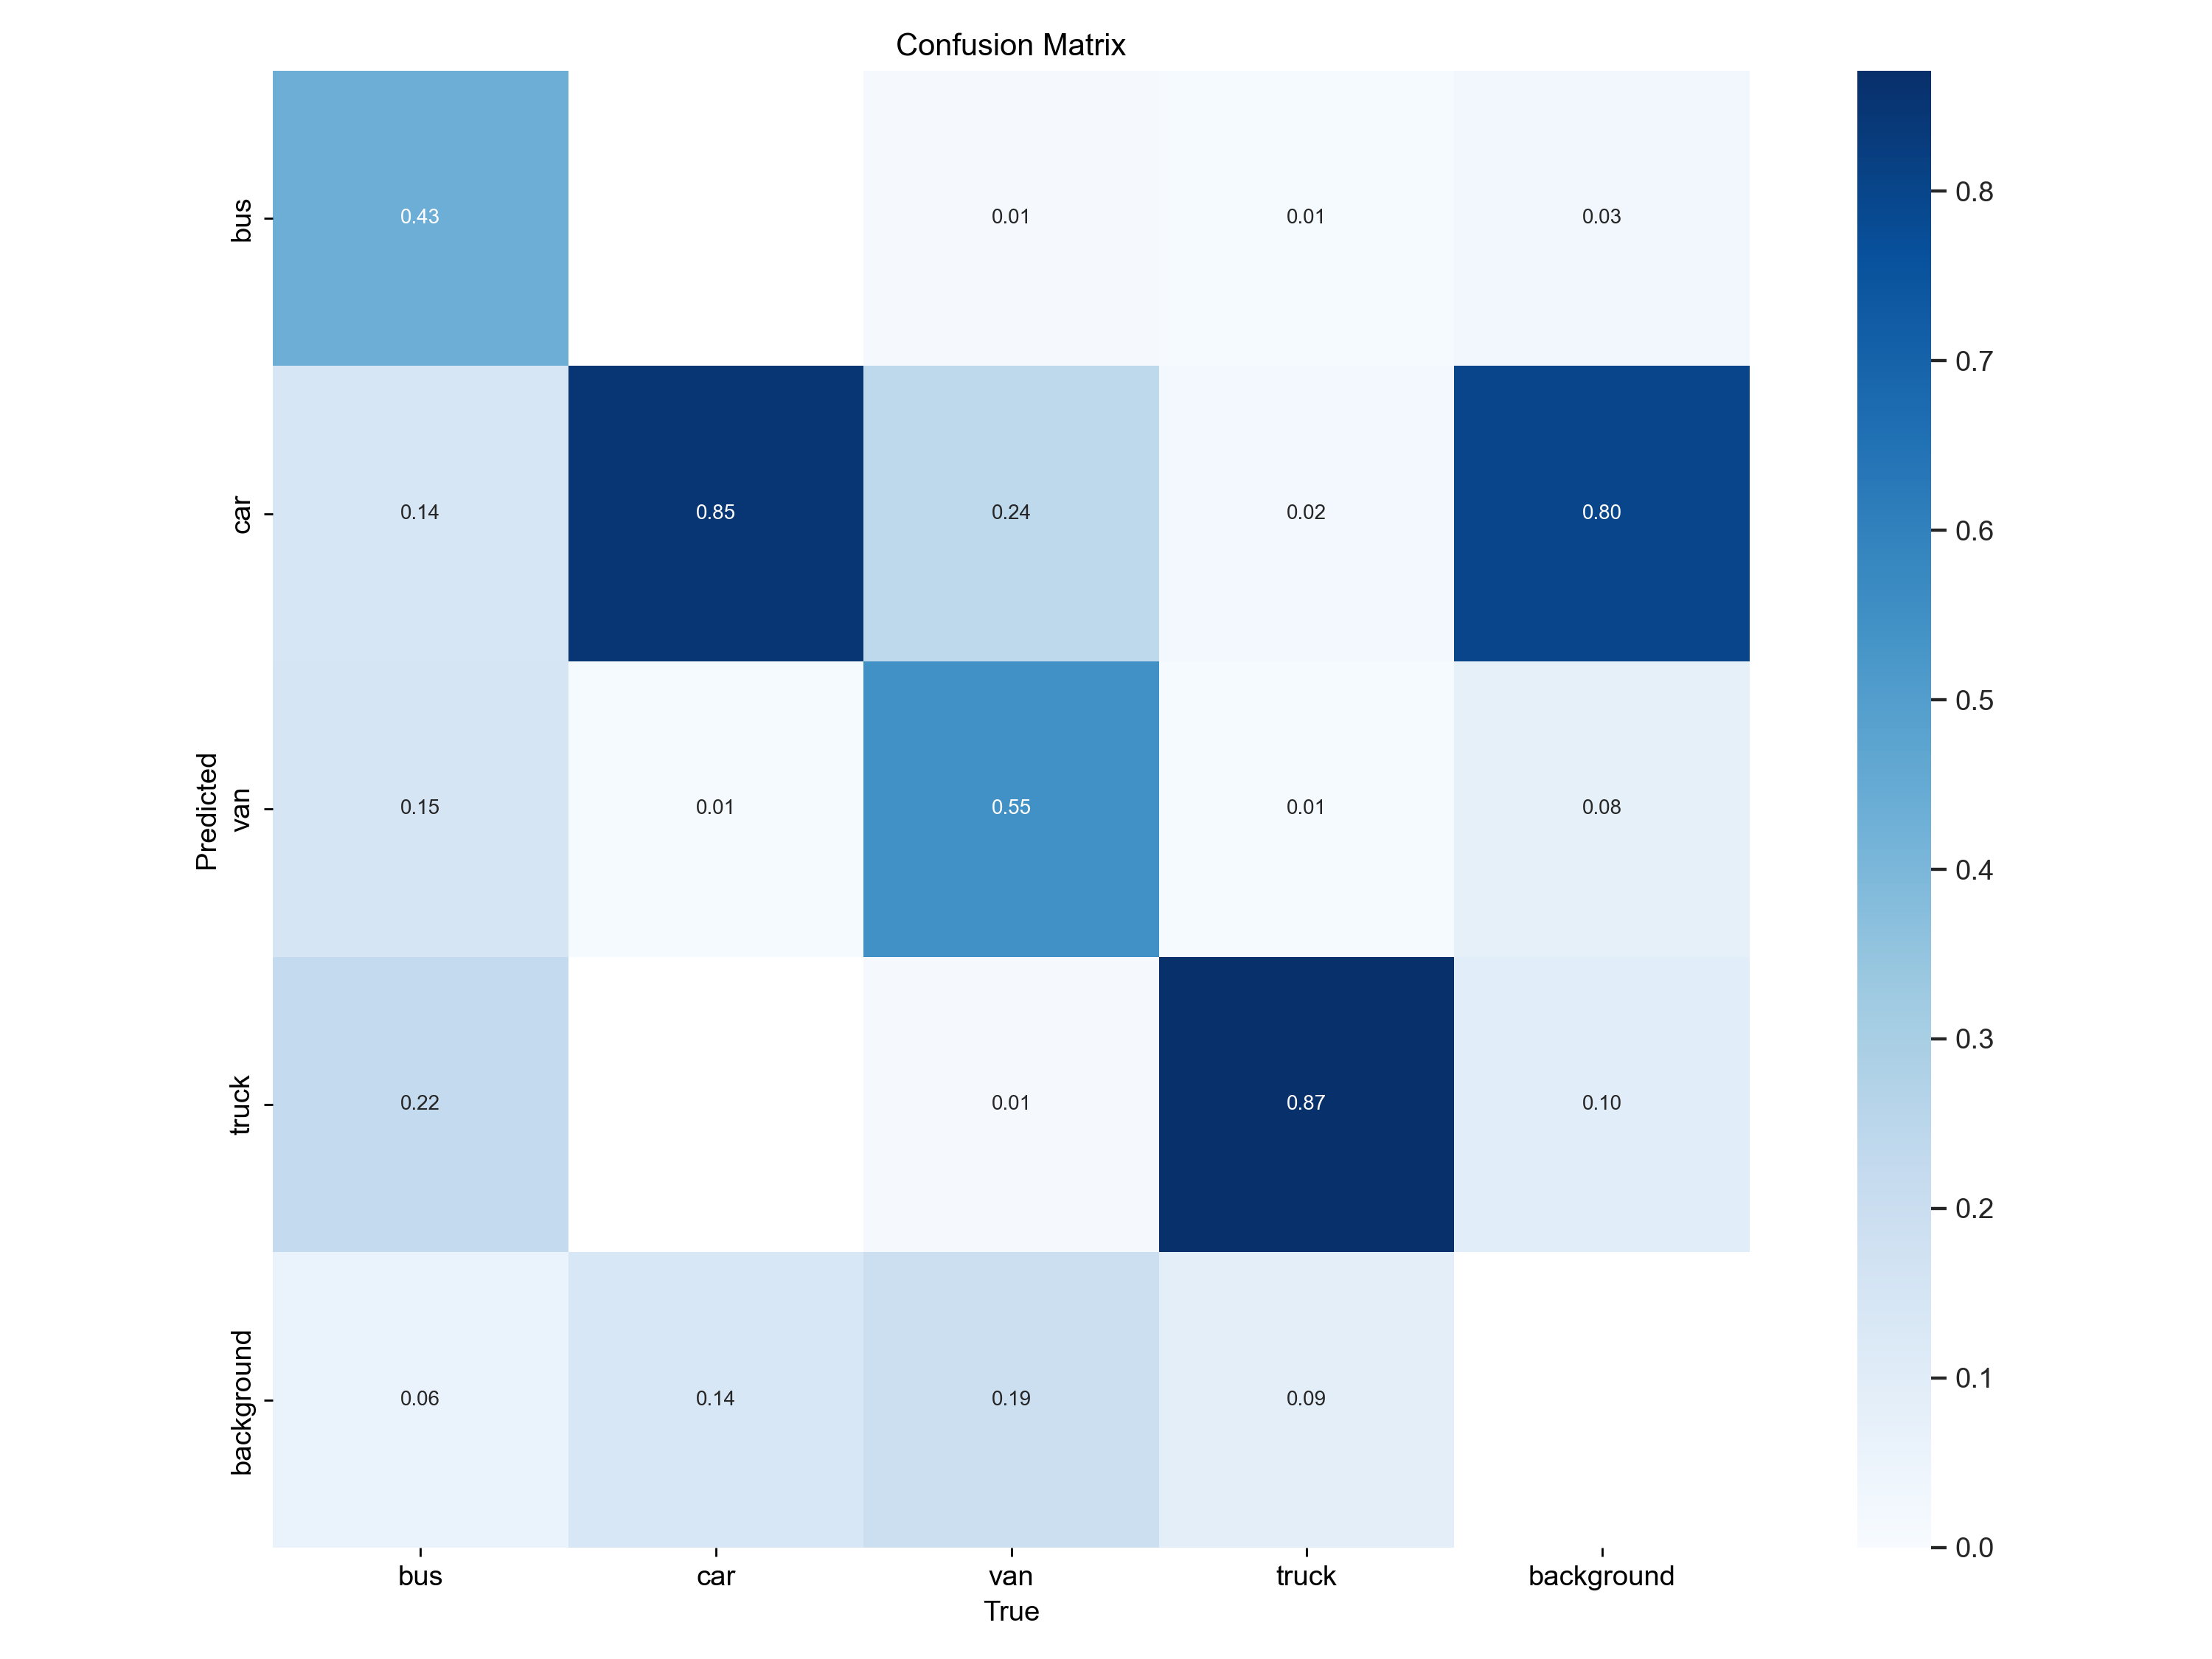 Confusion Matrix
bus 0.43 0.01 0.01 0.03
car 0.14 0.85 0.24 0.02 0.80
van 0.15 0.01 0.55 0.01 0.08
truck 0.22 0.01 0.87 0.10
background 0.06 0.14 0.19 0.09
Predicted
bus car van truck background
True
0.8
0.7
0.6
0.5
0.4
0.3
0.2
0.1
0.0